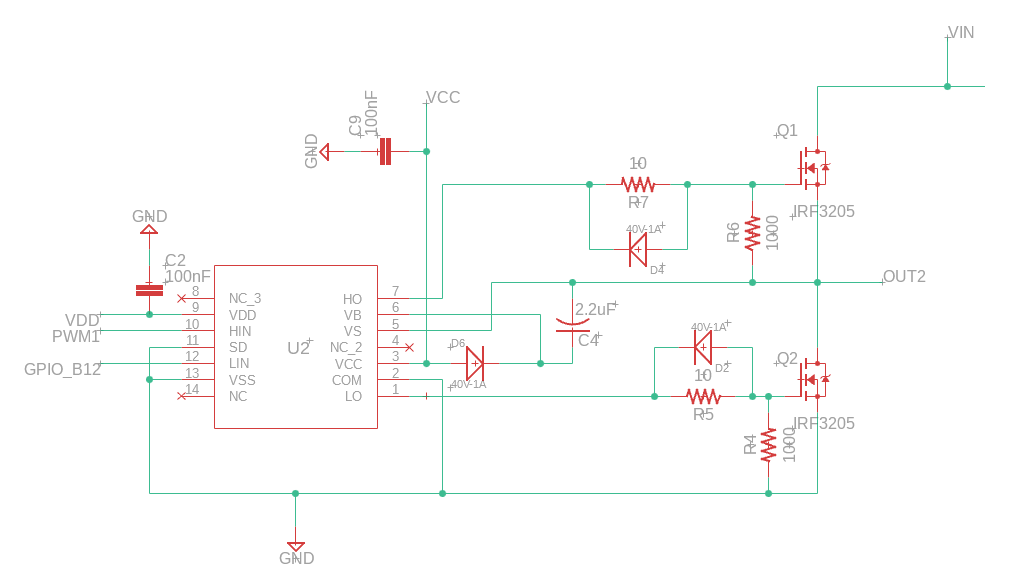 VIN
VCC
C9
100nF
GND
Q1
10
R7
IRF3205
GND
40V-1A
R6
1000
C2
100nF
D4
8
NC_3
HO
7
OUT2
VDD
9
VDD
VB
6
2.2uF
PWM1
10
HIN
VS
5
40V-1A
11
SD
U2
NC_2
4
D6
C4
GPIO_B12
12
LIN
VCC
3
D2
Q2
13
VSS
COM
2
40V-1A
10
14
NC
LO
1
R5
IRF3205
R4
1000
GND